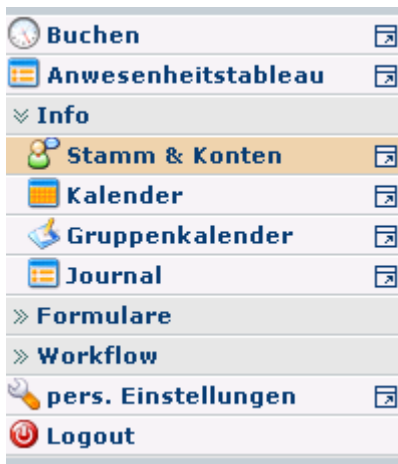 Buchen
Anwesenheitstableau
Info
Stamm & Konten
Kalender
Gruppenkalender
Journal
Formulare
Workflow
pers. Einstellungen
Logout